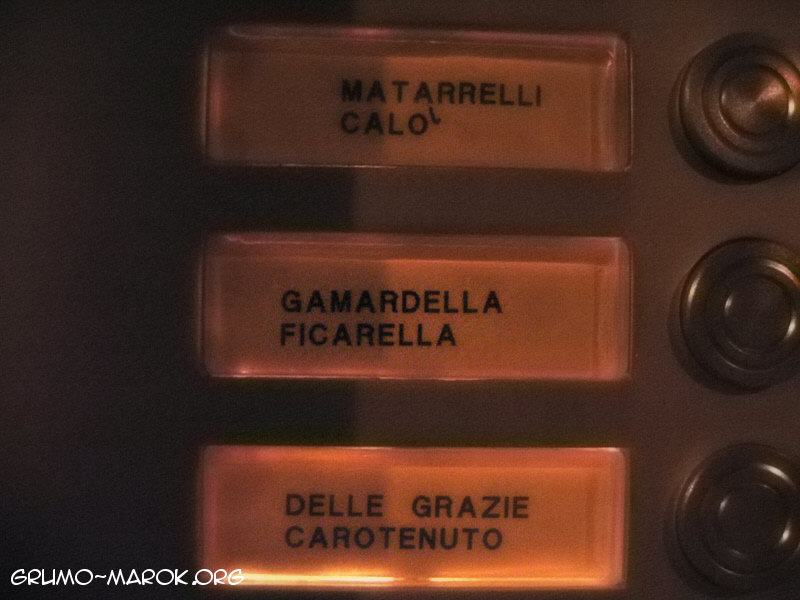 MATARRELLI
CALO'
GAMARDELLA
FICARELLA
DELLE GRAZIE
CAROTENUTO
GRUMO-MAROK.ORG